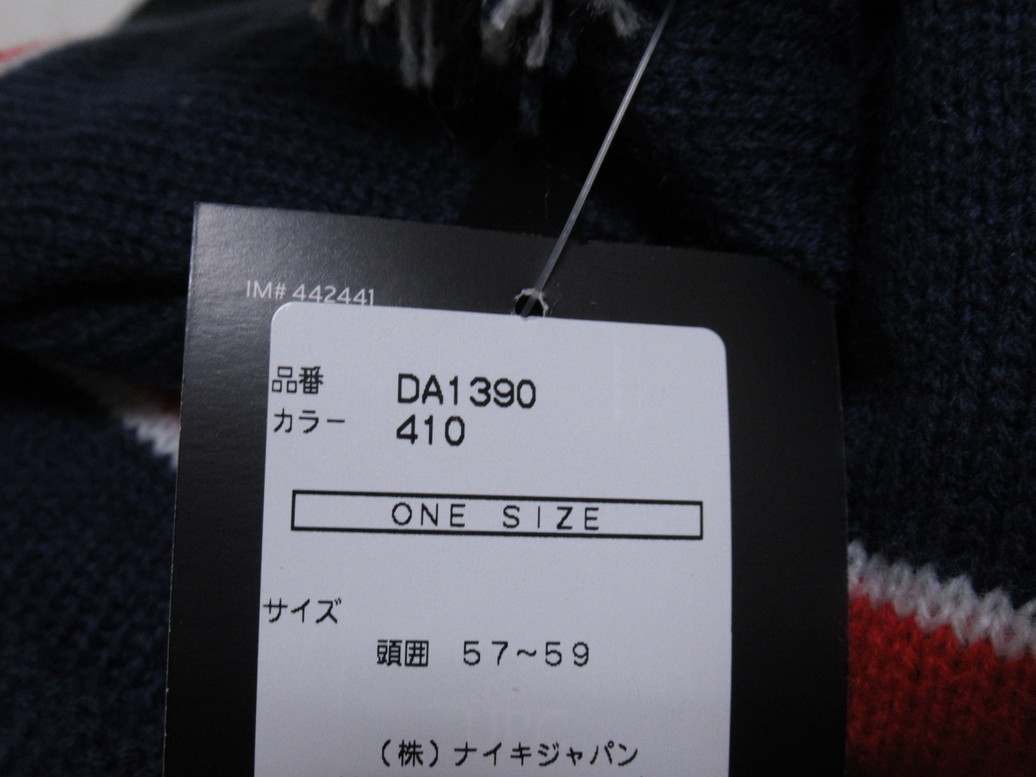 IM# 442441
品番 DA1390
カラー 410
ONE SIZE
サイズ
頭囲 57～59
（株）ナイキジャパン